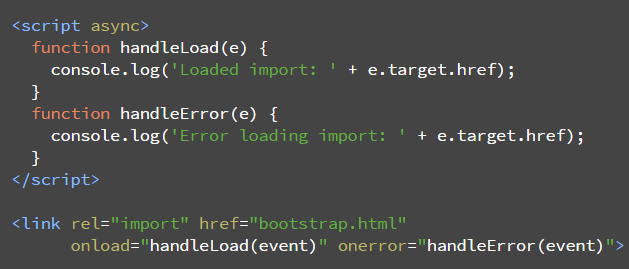 <script async>
  function handleLoad(e) {
    console.log('Loaded import: ' + e.target.href);
  }
  function handleError(e) {
    console.log('Error loading import: ' + e.target.href);
  }
</script>

<link rel="import" href="bootstrap.html"
      onload="handleLoad(event)" onerror="handleError(event)">